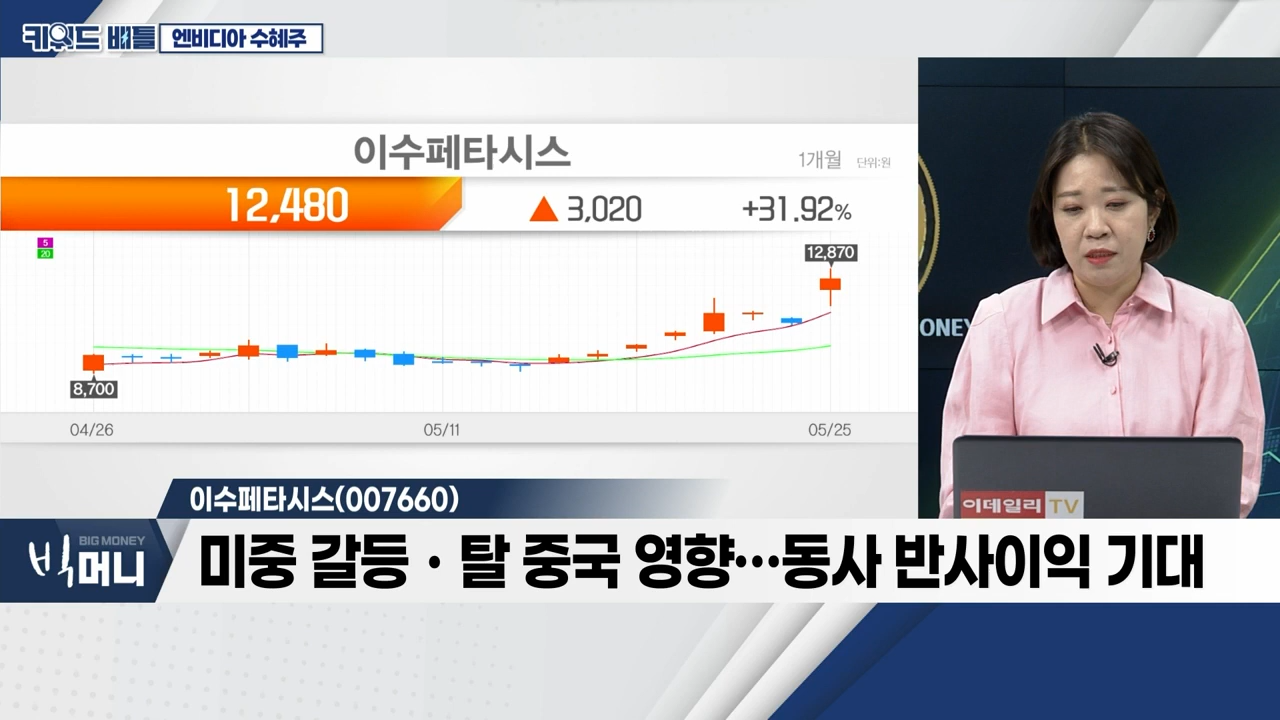 키워드 배틀 엔비디아 수혜주
이수페타시스
1개월 단위:원
12,480 ▲ 3,020 +31.92%
5
20
12,870
8,700
04/26 05/11 05/25
ONEY
이데일리 TV
이수페타시스(007660)
BIG MONEY
빅머니
미중 갈등·탈 중국 영향…동사 반사이익 기대